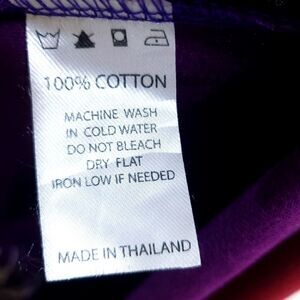 100% COTTON
MACHINE WASH
IN COLD WATER
DO NOT BLEACH
DRY FLAT
IRON LOW IF NEEDED
MADE IN THAILAND